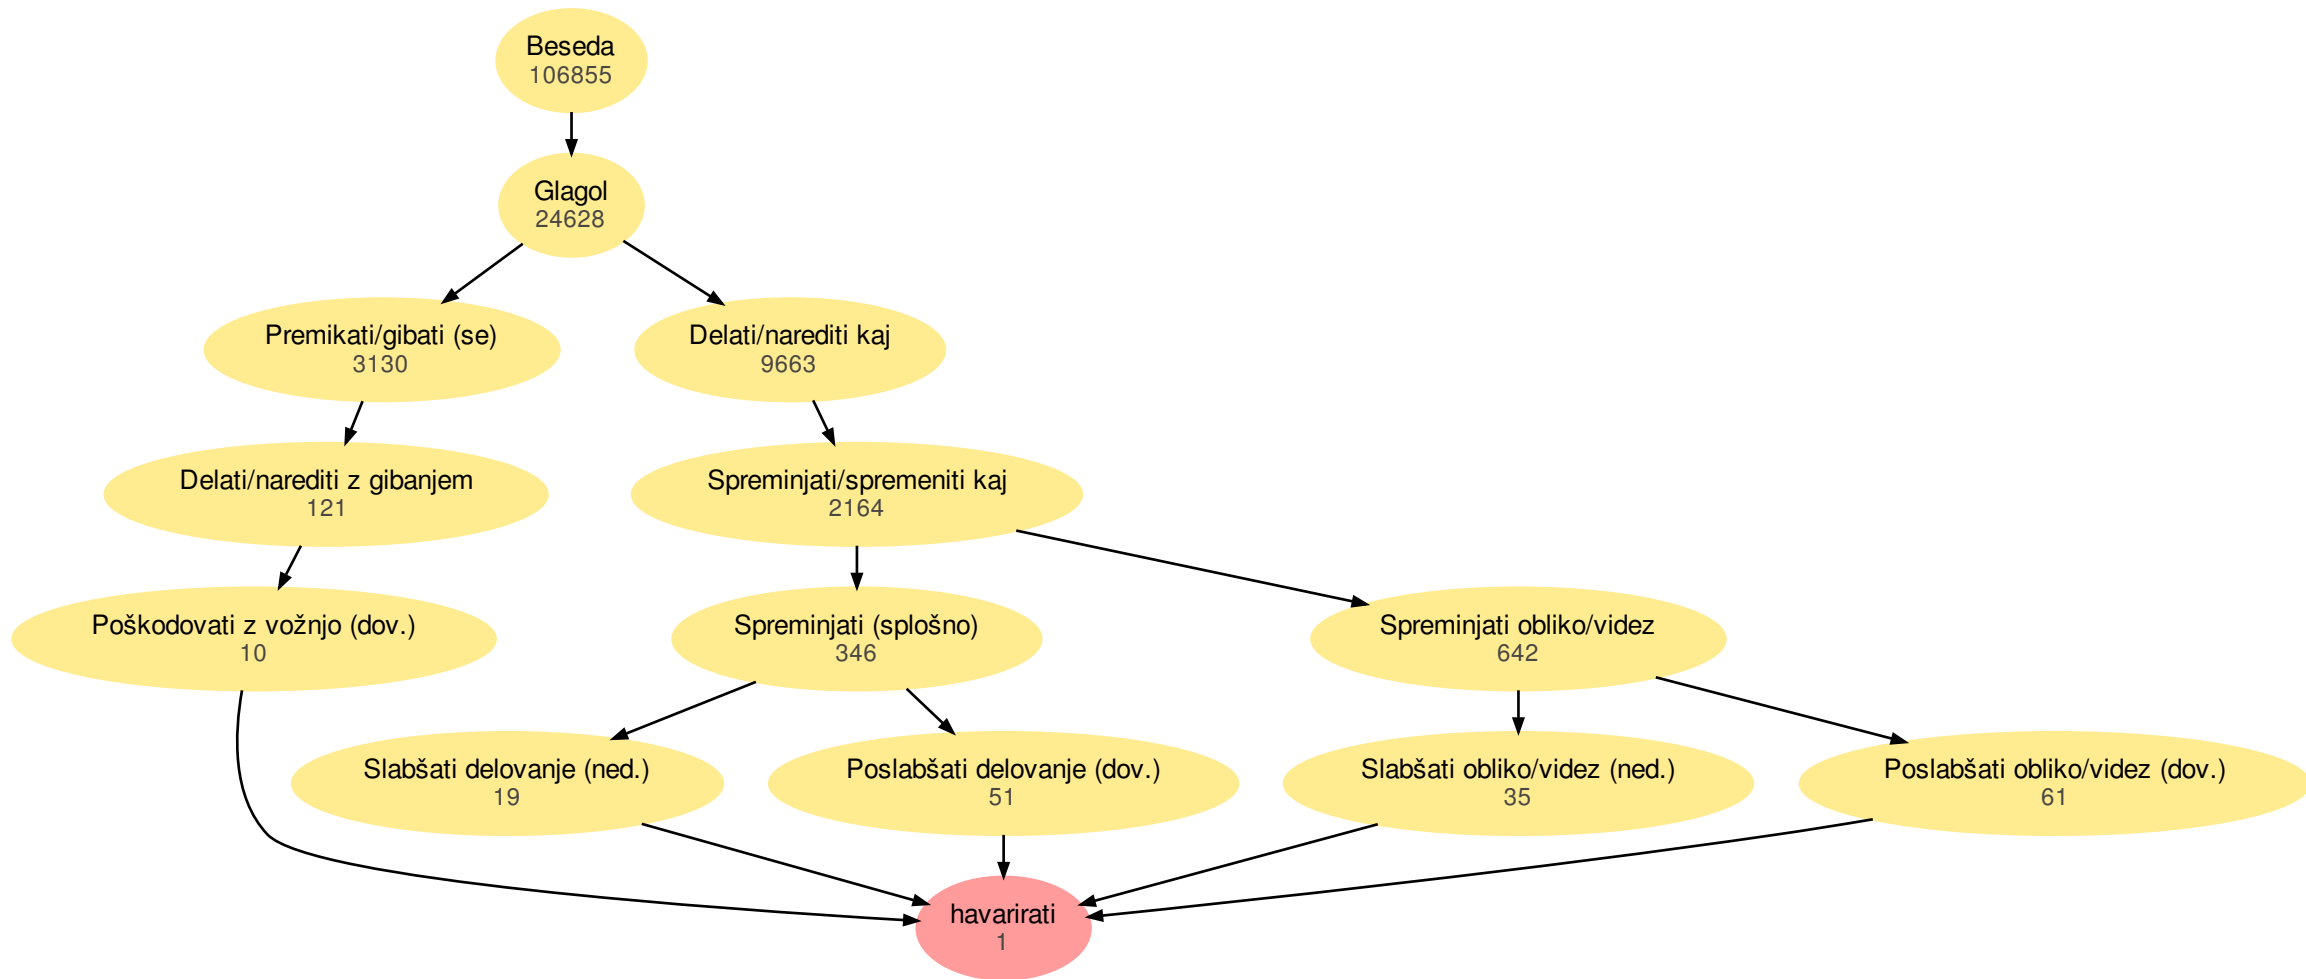 Beseda
106855
Glagol
24628
Premikati/gibati (se)
3130
Delati/narediti kaj
9663
Delati/narediti z gibanjem
121
Spreminjati/spremeniti kaj
2164
Poškodovati z vožnjo (dov.)
10
Spreminjati (splošno)
346
Spreminjati obliko/videz
642
Slabšati delovanje (ned.)
19
Poslabšati delovanje (dov.)
51
Slabšati obliko/videz (ned.)
35
Poslabšati obliko/videz (dov.)
61
havarirati
1